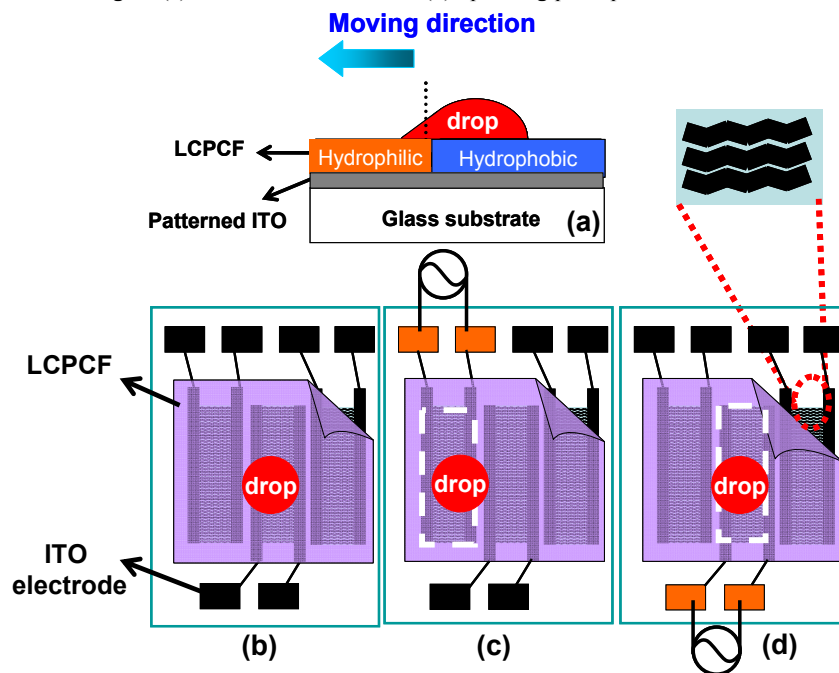 Moving direction
drop
LCPCF
Hydrophilic
Hydrophobic
Patterned ITO
Glass substrate
(a)
LCPCF
drop
drop
drop
ITO
electrode
(b)
(c)
(d)